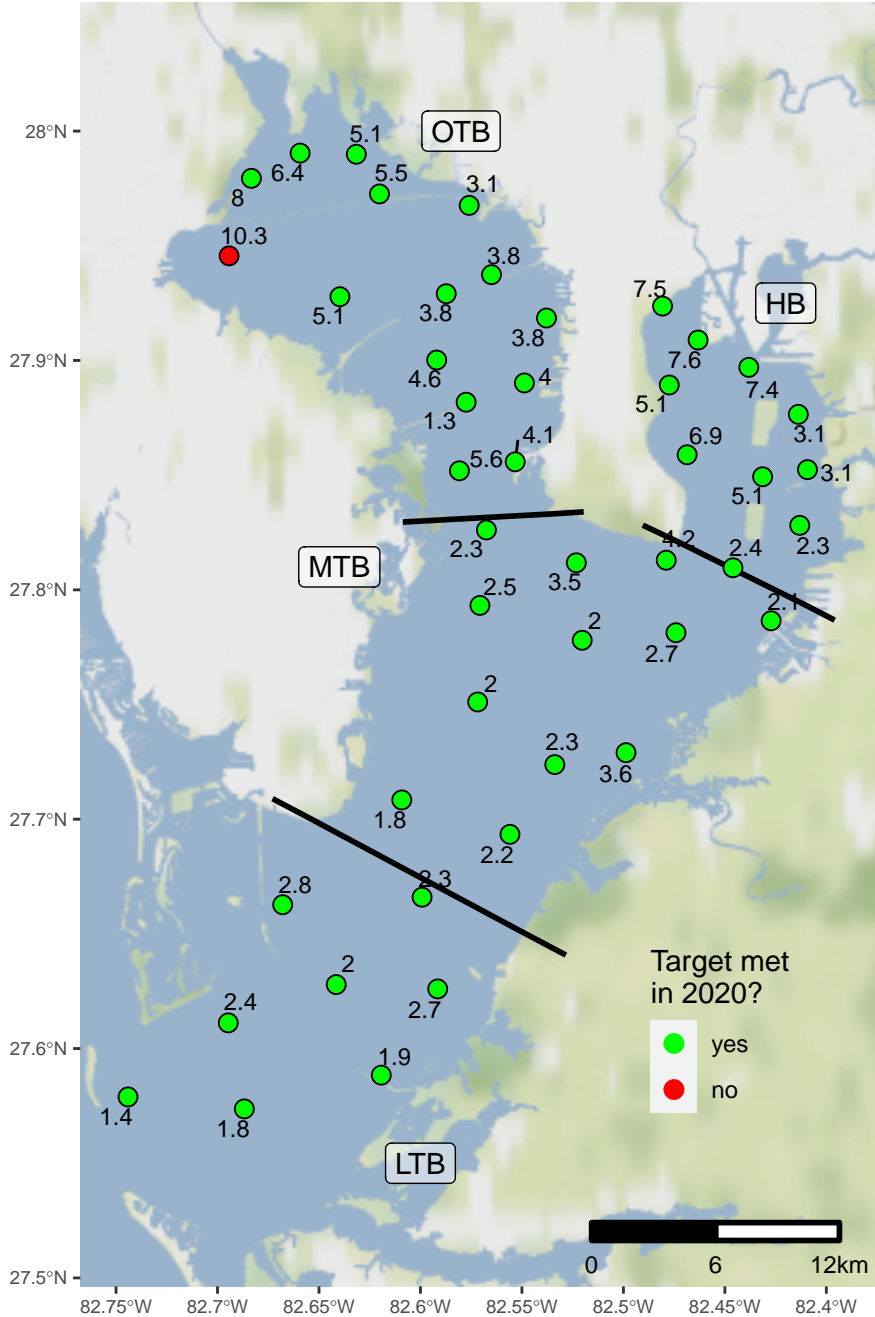 28°N
27.9°N
27.8°N
27.7°N
27.6°N
27.5°N
OTB
5.1
6.4
5.5
8
3.1
10.3
3.8
5.1
3.8
3.8
4.6
4
1.3
4.1
5.6
HB
7.5
7.6
7.4
5.1
3.1
6.9
3.1
5.1
2.3
4.2
2.4
2.1
MTB
2.3
3.5
2.5
2
2.7
2
2.3
3.6
1.8
2.2
2.3
2.8
2
2.7
2.4
1.9
1.4
1.8
LTB
Target met
in 2020?
yes
no
0 6 12km
82.75°W 82.7°W 82.65°W 82.6°W 82.55°W 82.5°W 82.45°W 82.4°W